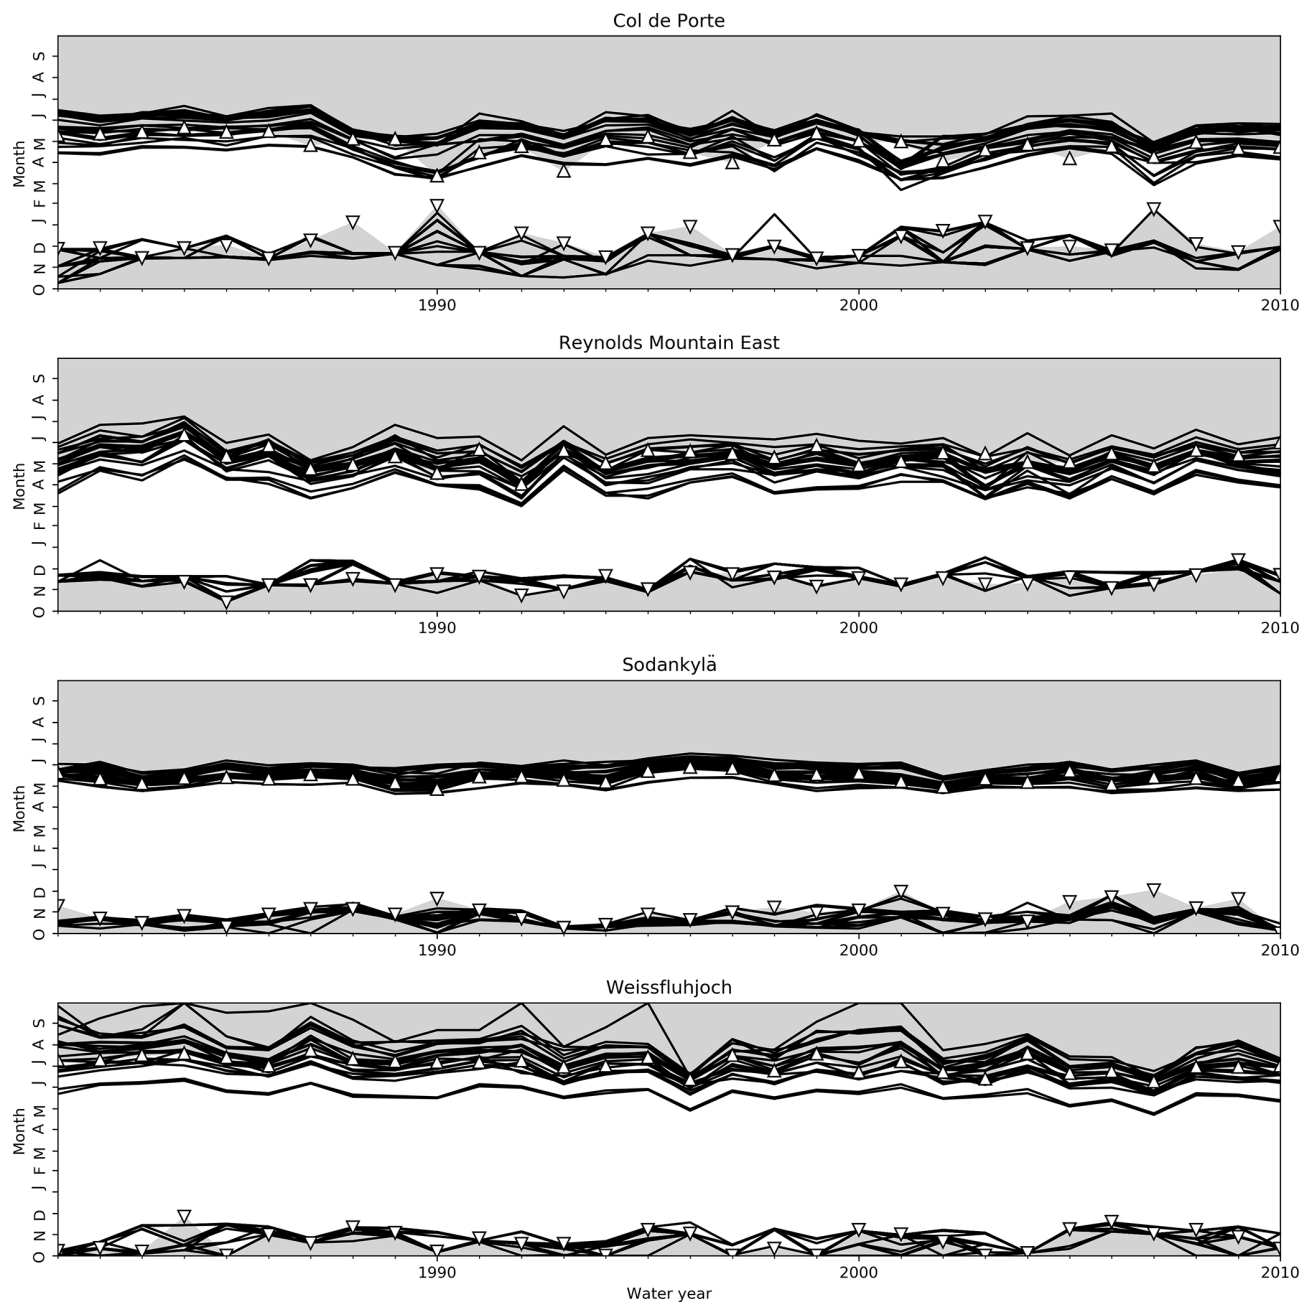 Col de Porte
Month
O N D J F M A M J J A S
1990 2000 2010
Reynolds Mountain East
Month
O N D J F M A M J J A S
1990 2000 2010
Sodankylä
Month
O N D J F M A M J J A S
1990 2000 2010
Weissfluhjoch
Month
O N D J F M A M J J A S
1990 2000 2010
Water year